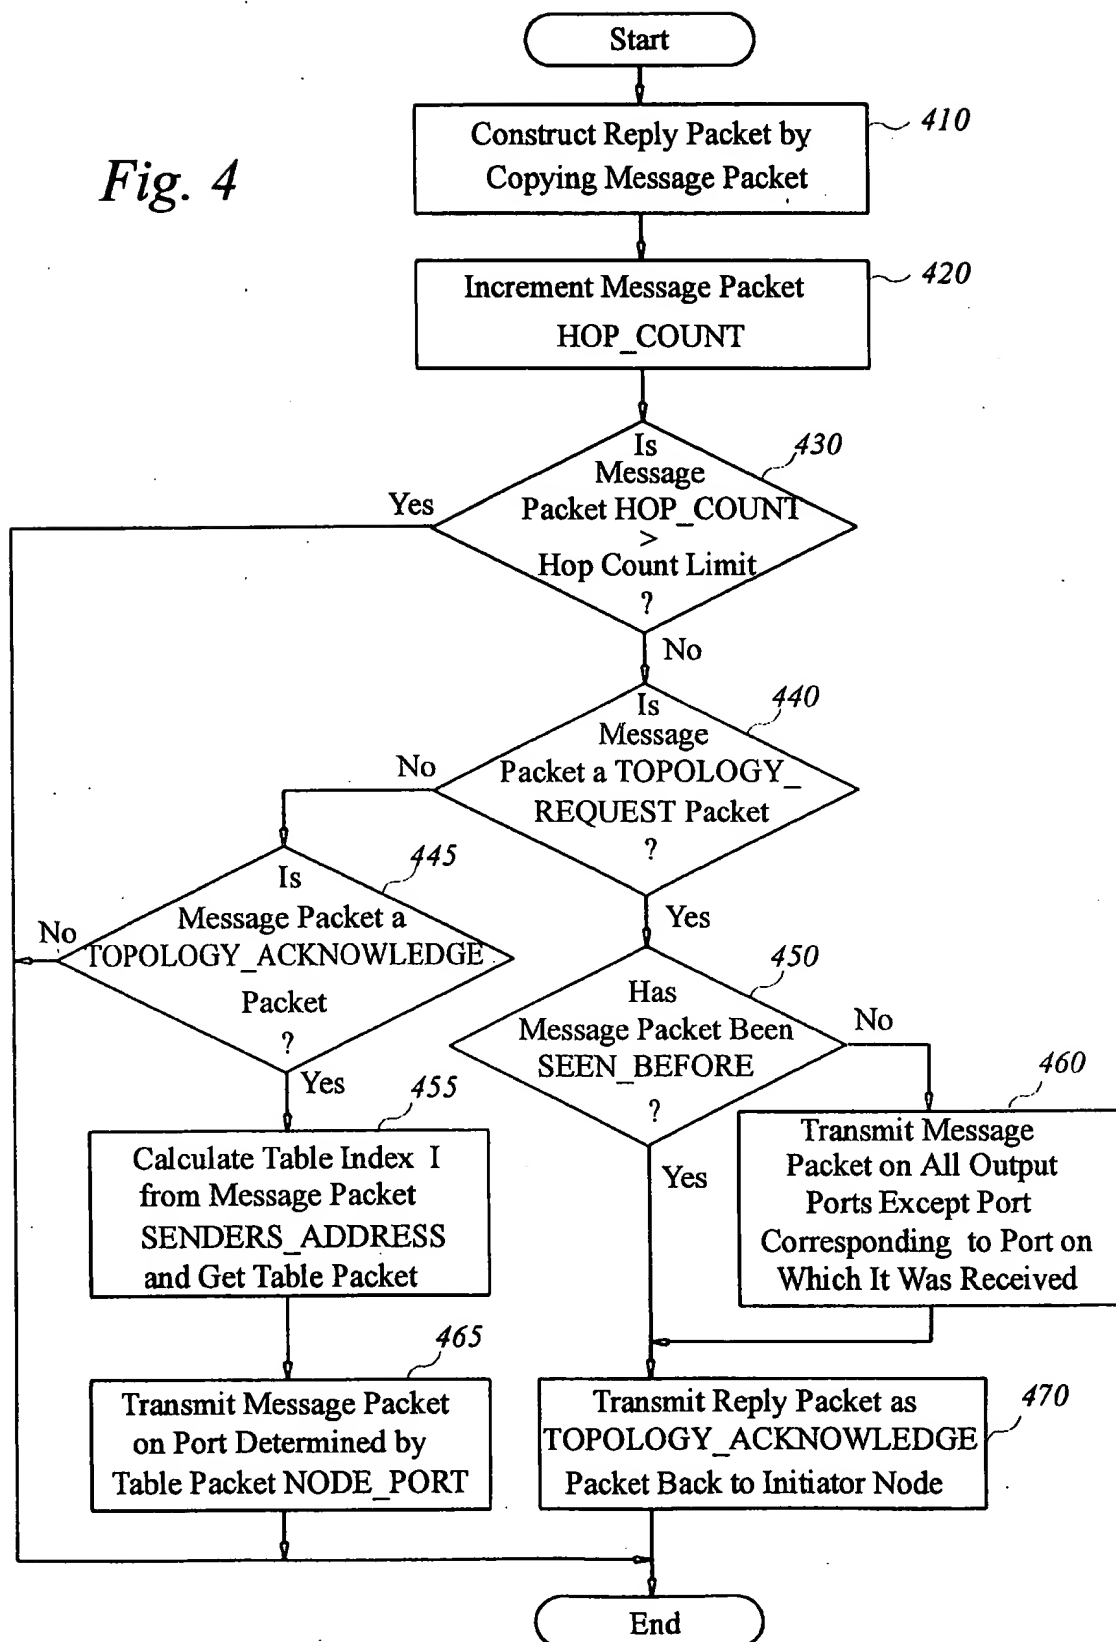 Start
Fig. 4
410
Construct Reply Packet by
Copying Message Packet
420
Increment Message Packet
HOP_COUNT
430
Is
Message
Packet HOP_COUNT
>
Hop Count Limit
?
Yes
No
440
Is
Message
Packet a TOPOLOGY_
REQUEST Packet
?
No
Yes
445
Is
Message Packet a
TOPOLOGY_ACKNOWLEDGE
Packet
?
No
Yes
450
Has
Message Packet Been
SEEN_BEFORE
?
No
Yes
455
Calculate Table Index I
from Message Packet
SENDERS_ADDRESS
and Get Table Packet
460
Transmit Message
Packet on All Output
Ports Except Port
Corresponding to Port on
Which It Was Received
465
Transmit Message Packet
on Port Determined by
Table Packet NODE_PORT
470
Transmit Reply Packet as
TOPOLOGY_ACKNOWLEDGE
Packet Back to Initiator Node
End